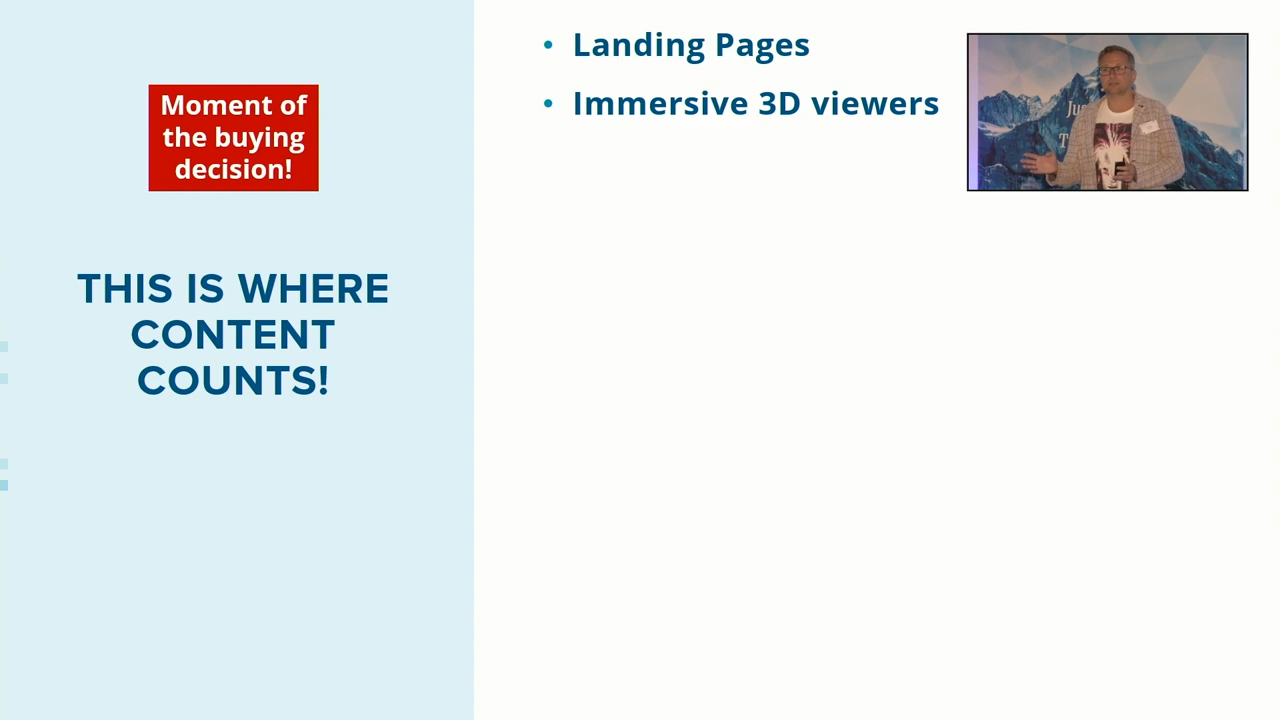 Moment of
the buying
decision!
THIS IS WHERE
CONTENT
COUNTS!
• Landing Pages
• Immersive 3D viewers